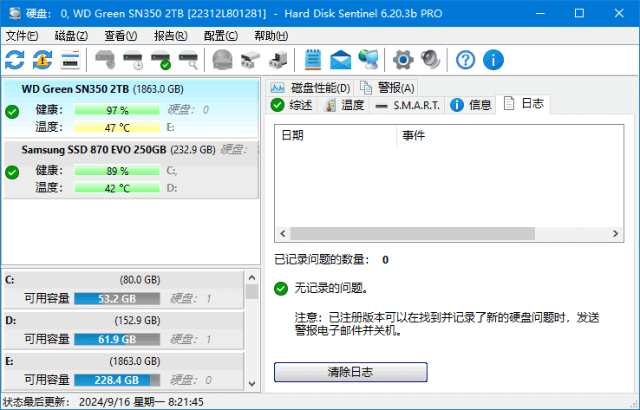 硬盘: 0, WD Green SN350 2TB [22312L801281] - Hard Disk Sentinel 6.20.3b PRO
文件(F) 磁盘(Z) 查看(V) 报告(R) 配置(C) 帮助(H)
WD Green SN350 2TB (1863.0 GB)
健康: 97 % 硬盘: 0
温度: 47 °C E:
Samsung SSD 870 EVO 250GB (232.9 GB) 硬盘:
健康: 89 % C:,
温度: 42 °C D:
C: (80.0 GB)
可用容量 53.2 GB 硬盘: 1
D: (152.9 GB)
可用容量 61.9 GB 硬盘: 1
E: (1863.0 GB)
可用容量 228.4 GB 硬盘: 0
磁盘性能(D) 警报(A)
综述 温度 S.M.A.R.T. 信息 日志
日期 事件
已记录问题的数量: 0
无记录的问题。
注意: 已注册版本可以在找到并记录了新的硬盘问题时，发送
警报电子邮件并关机。
清除日志
状态最后更新: 2024/9/16 星期一 8:21:45